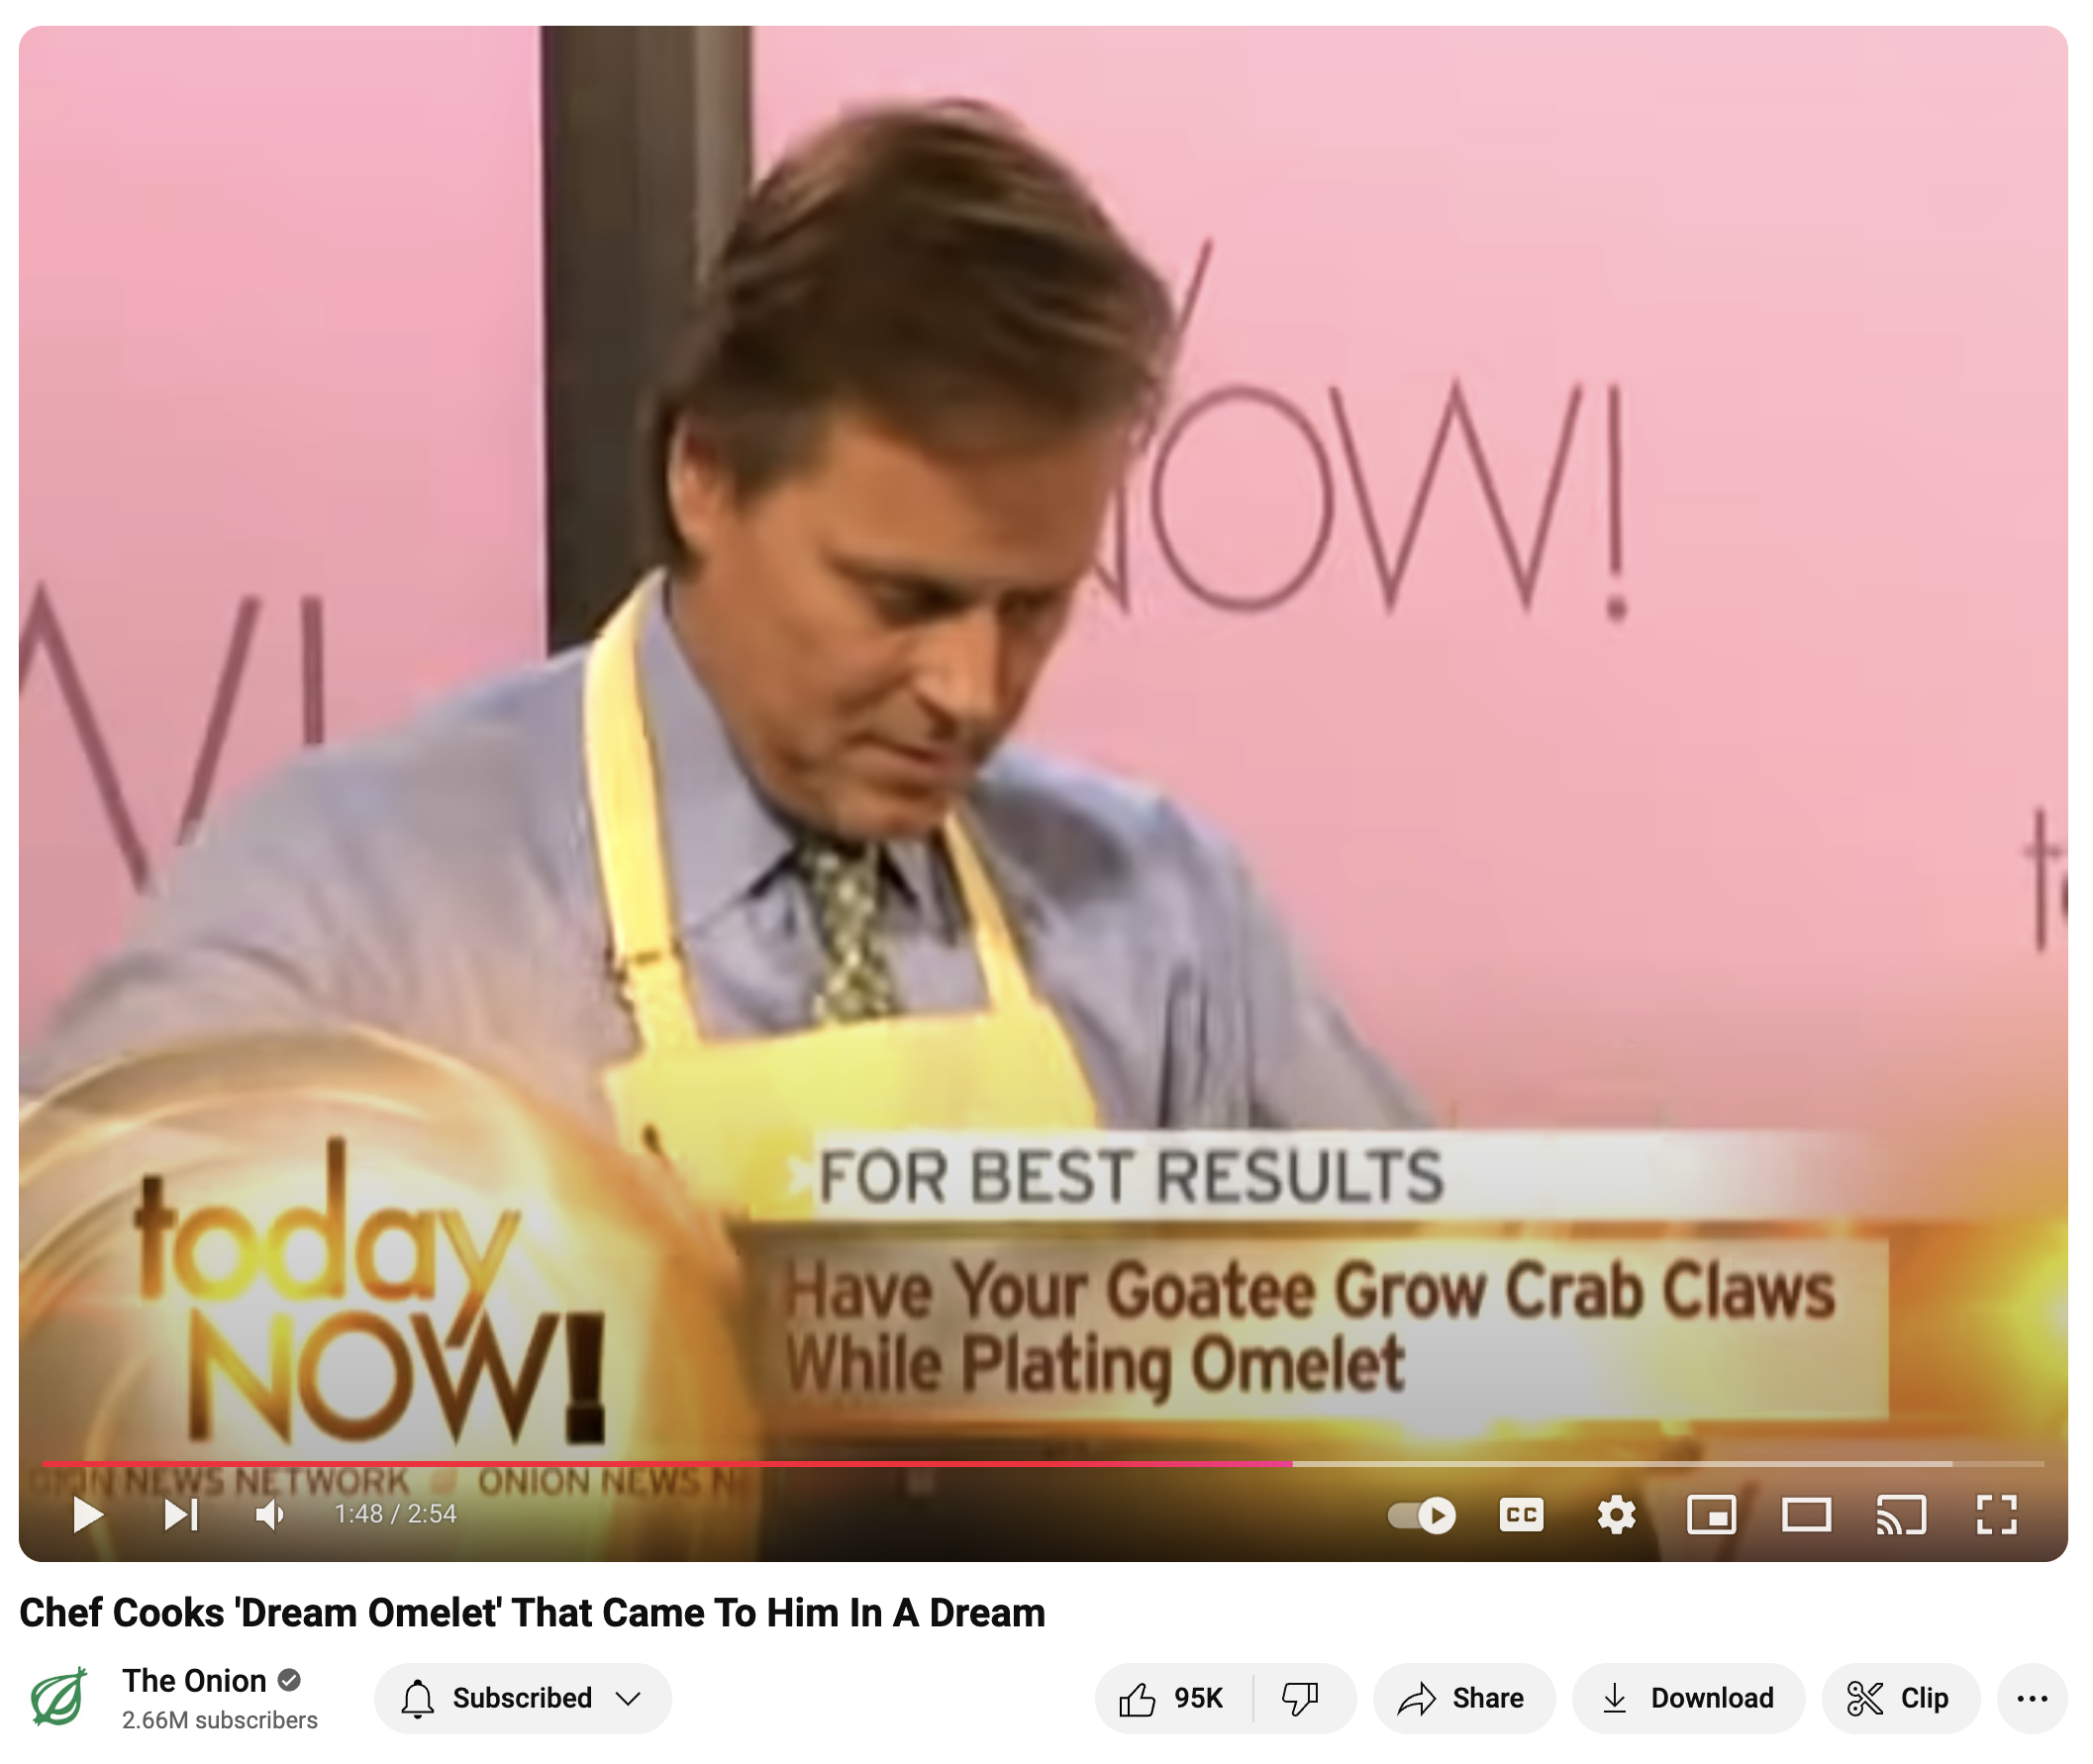 NOW!
W!
FOR BEST RESULTS
today
NOW!
Have Your Goatee Grow Crab Claws
While Plating Omelet
NEWS NETWORK ONION NEWS N
1:48 / 2:54
CC
Chef Cooks 'Dream Omelet' That Came To Him In A Dream
The Onion
2.66M subscribers
Subscribed
95K
Share
Download
Clip